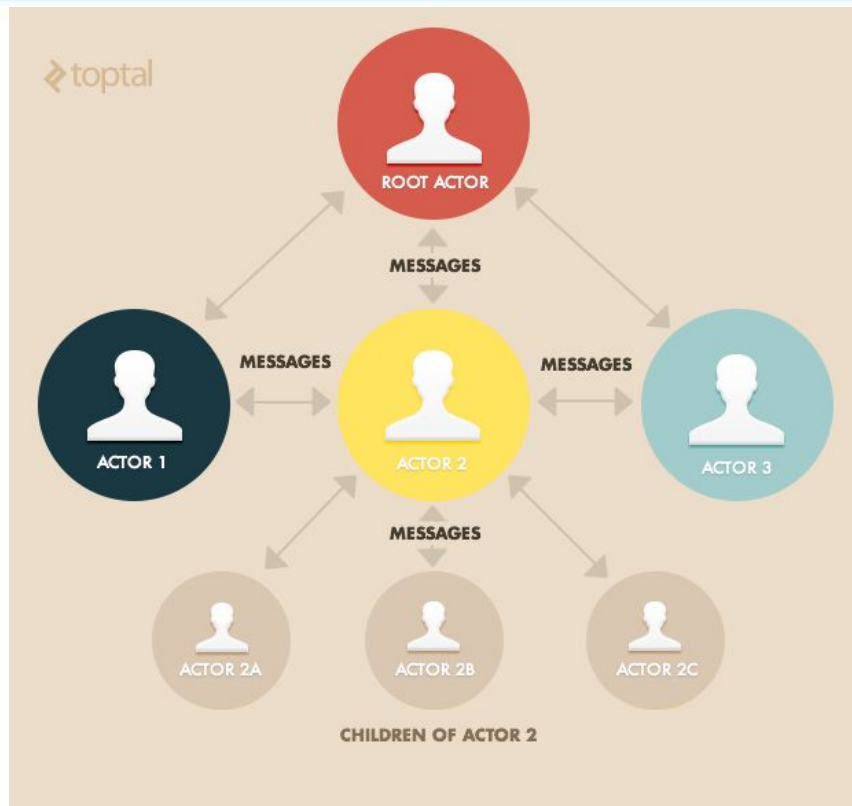 toptal
ROOT ACTOR
MESSAGES
MESSAGES
MESSAGES
ACTOR 1
ACTOR 2
ACTOR 3
MESSAGES
ACTOR 2A
ACTOR 2B
ACTOR 2C
CHILDREN OF ACTOR 2